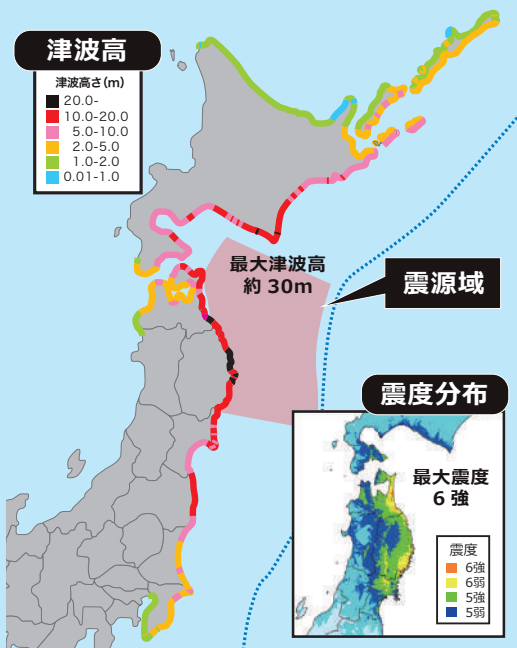 津波高
津波高さ(m)
20.0-
10.0-20.0
5.0-10.0
2.0-5.0
1.0-2.0
0.01-1.0
最大津波高
約 30m
震源域
震度分布
最大震度
6 強
震度
6強
6弱
5強
5弱